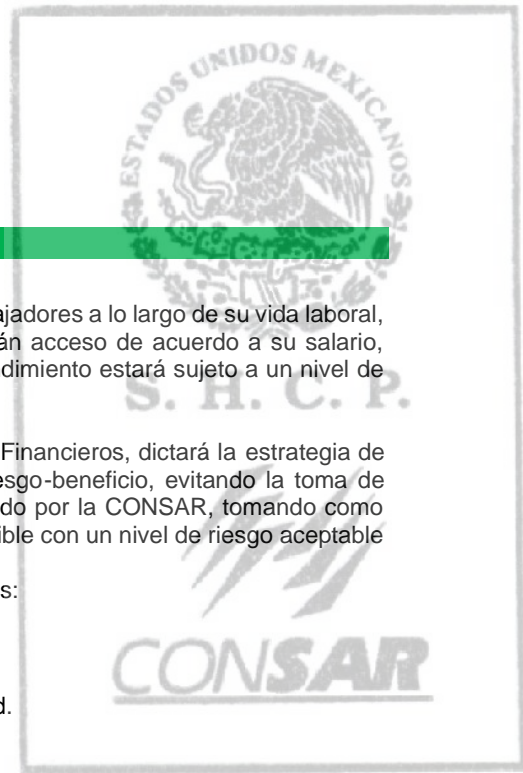 ESTADOS UNIDOS MEXICANOS
ajadores a lo largo de su vida laboral,
án acceso de acuerdo a su salario,
ndimiento estará sujeto a un nivel de
S. H. C. P.
Financieros, dictará la estrategia de
esgo-beneficio, evitando la toma de
do por la CONSAR, tomando como
ible con un nivel de riesgo aceptable
s:
CONSAR
d.